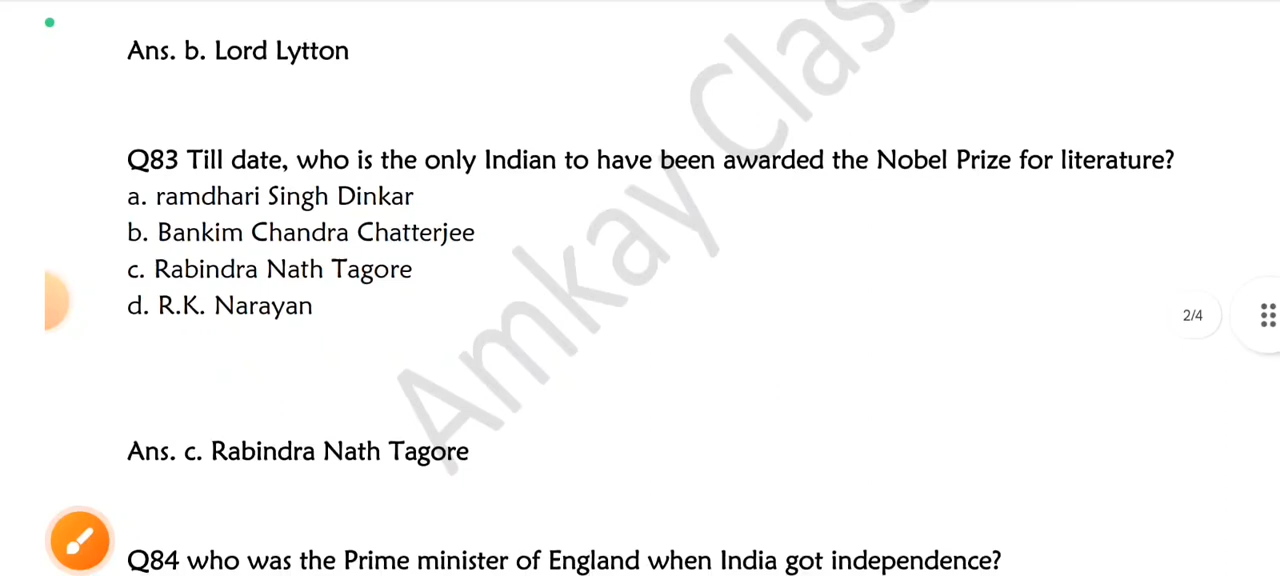 Ans. b. Lord Lytton
Q83 Till date, who is the only Indian to have been awarded the Nobel Prize for literature?
a. ramdhari Singh Dinkar
b. Bankim Chandra Chatterjee
c. Rabindra Nath Tagore
d. R.K. Narayan
2/4
Ans. c. Rabindra Nath Tagore
Q84 who was the Prime minister of England when India got independence?
Amkay Clas